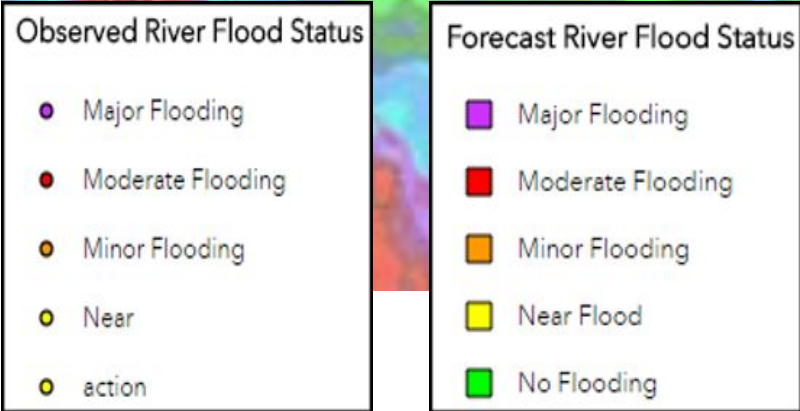 Observed River Flood Status
Major Flooding
Moderate Flooding
Minor Flooding
Near
action
Forecast River Flood Status
Major Flooding
Moderate Flooding
Minor Flooding
Near Flood
No Flooding